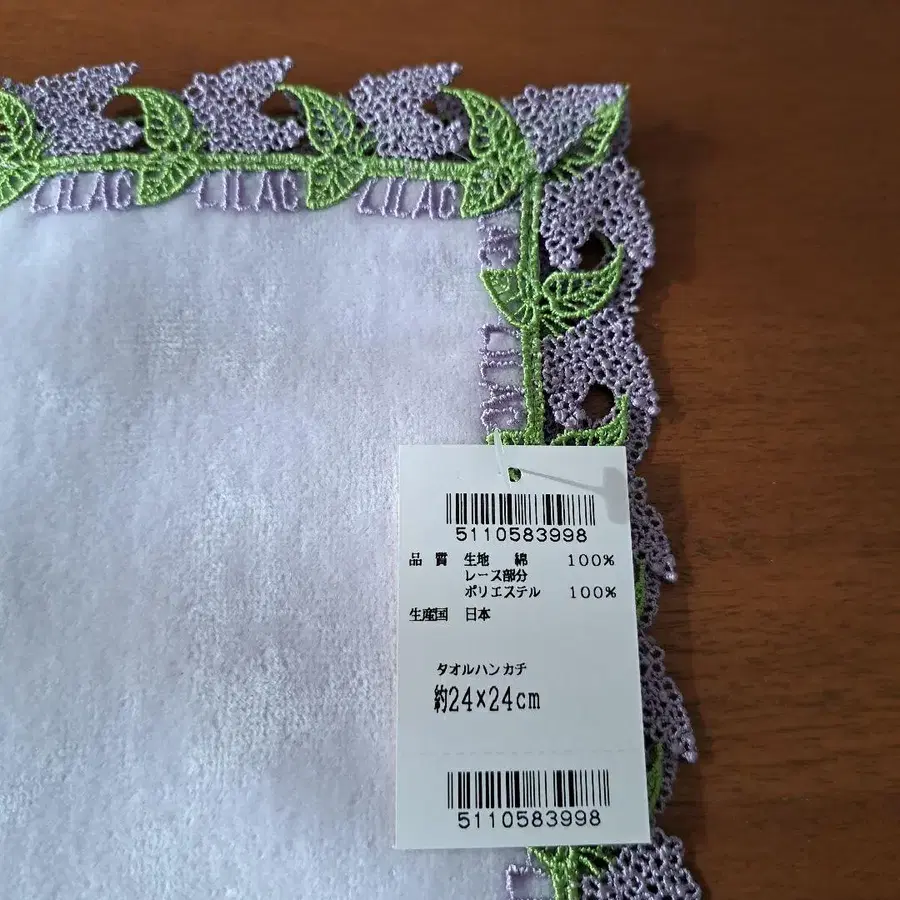 LILAC LILAC LILAC
LILAC
5110583998
品質 生地 綿 100%
レース部分
ポリエステル 100%
生産国 日本
タオルハンカチ
約24×24cm
5110583998